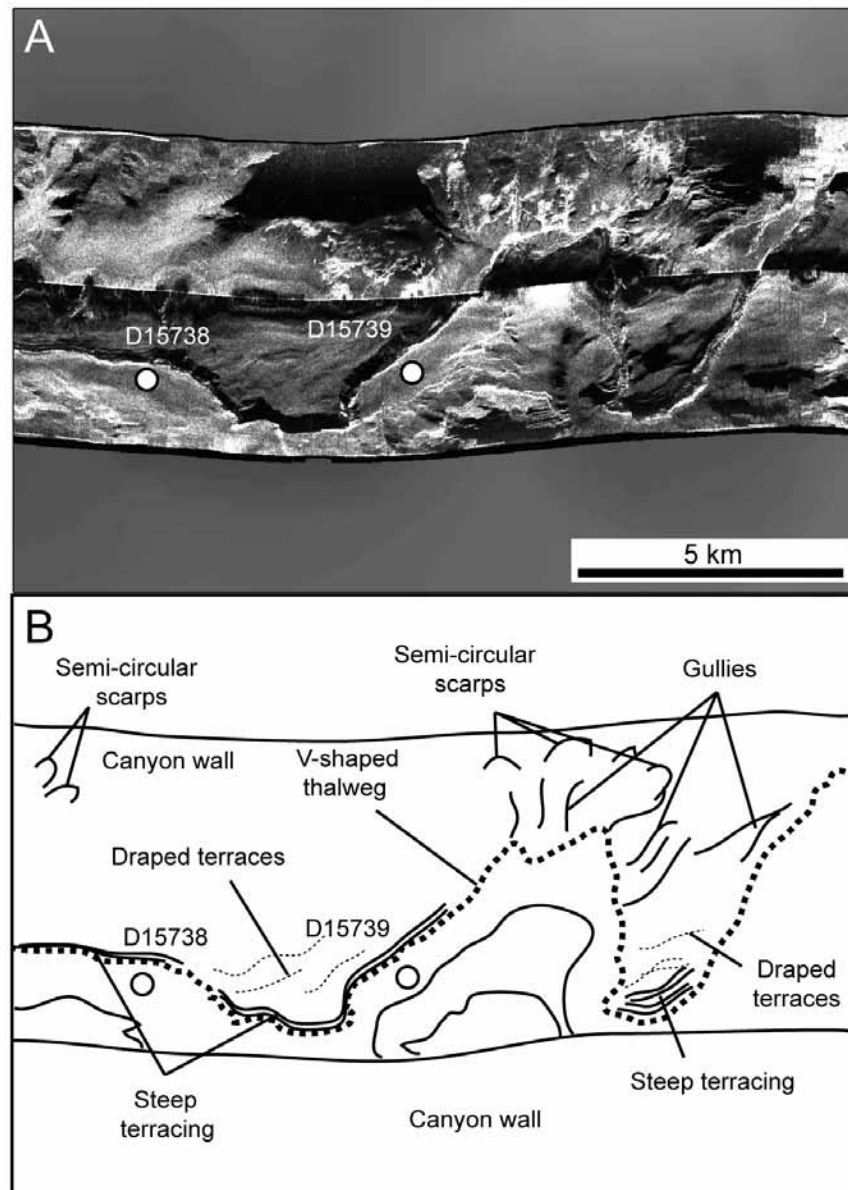 A
D15738
D15739
5 km
B
Semi-circular
scarps
Semi-circular
scarps
Gullies
Canyon wall
V-shaped
thalweg
Draped terraces
D15738
D15739
Draped
terraces
Steep
terracing
Steep terracing
Canyon wall